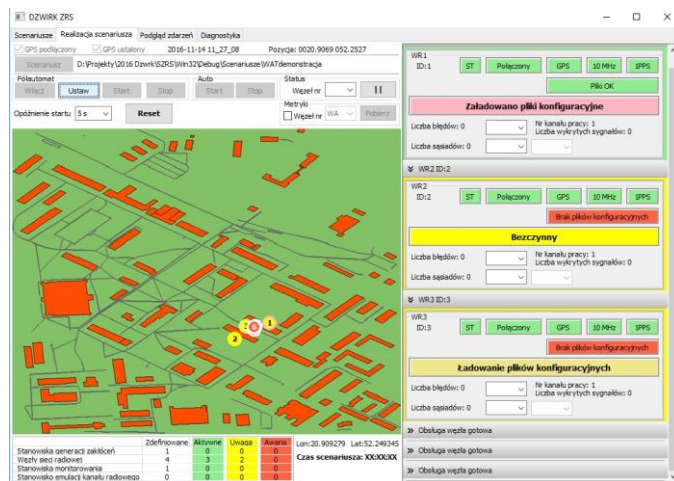 DZWIRK ZRS
Scenariusze Realizacja scenariusza Podgląd zdarzeń Diagnostyka
GPS podłączony GPS ustalony 2016-11-14 11_27_08 Pozycja: 0020.9069 052.2527
Scenariusz D:\Projekty\2016 Dzwrk\SZRS\Win32\Debug\Scenariusze\WATdemonstracja
Półautomat Auto Status
Włącz Ustaw Start Stop Start Stop Węzeł nr
Metryki
Opóźnienie startu 5 s Reset Węzeł nr WA Pobierz
3 6 1
2
Zdefiniowane Aktywne Uwaga Awaria
Stanowiska generacji zakłóceń 1 0 0 0
Węzły sieci radiowej 4 3 2 0
Stanowiska monitorowania 1 0 0 0
Stanowisko emulacji kanału radiowego 0 0 0 0
Lon:20.909279 Lat:52.249345
Czas scenariusza: XX:XX:XX
WR1
ID:1 ST Połączony GPS 10 MHz 1PPS
Pliki OK
Załadowano pliki konfiguracyjne
Liczba błędów: 0 Nr kanału pracy: 1
Liczba wykrytych sygnałów: 0
Liczba sąsiadów: 0
WR2 ID:2
WR2
ID:2 ST Połączony GPS 10 MHz 1PPS
Brak plików konfiguracyjnych
Bezczynny
Liczba błędów: 0 Nr kanału pracy: 1
Liczba wykrytych sygnałów: 0
Liczba sąsiadów: 0
WR3 ID:3
WR3
ID:3 ST Połączony GPS 10 MHz 1PPS
Brak plików konfiguracyjnych
Ładowanie plików konfiguracyjnych
Liczba błędów: 0 Nr kanału pracy: 1
Liczba wykrytych sygnałów: 0
Liczba sąsiadów: 0
Obsługa węzła gotowa
Obsługa węzła gotowa
Obsługa węzła gotowa